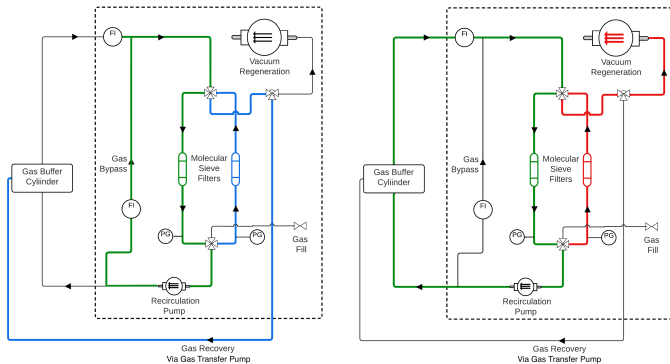 FI
Vacuum
Regeneration
Gas
Bypass
Molecular
Sieve
Filters
Gas Buffer
Cyliinder
FI
PG
PG
Gas
Fill
Recirculation
Pump
Gas Recovery
Via Gas Transfer Pump
FI
Vacuum
Regeneration
Gas
Bypass
Molecular
Sieve
Filters
Gas Buffer
Cyliinder
FI
PG
PG
Gas
Fill
Recirculation
Pump
Gas Recovery
Via Gas Transfer Pump